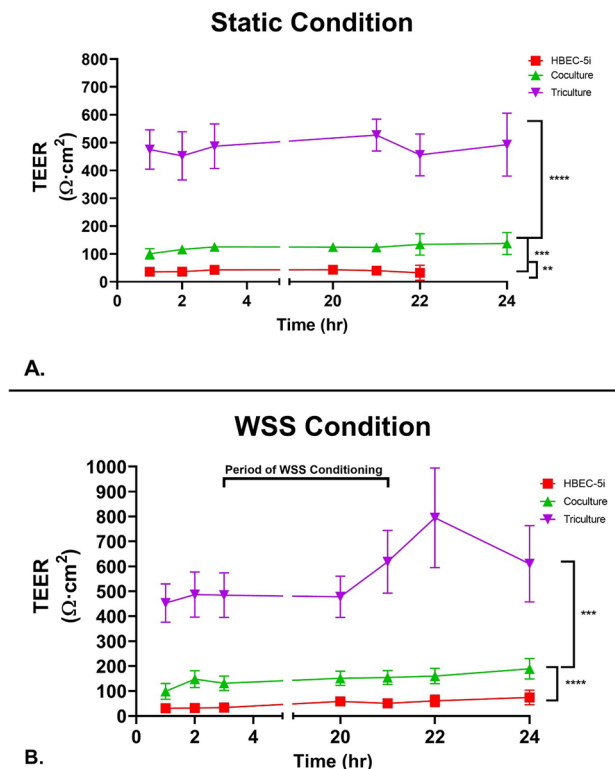 Static Condition
800
700
600
500
400
300
200
100
0
TEER
(Ω·cm²)
0 2 4 20 22 24
Time (hr)
HBEC-5i
Coculture
Triculture
****
***
**
A.
WSS Condition
Period of WSS Conditioning
1000
900
800
700
600
500
400
300
200
100
0
TEER
(Ω·cm²)
0 2 4 20 22 24
Time (hr)
HBEC-5i
Coculture
Triculture
***
****
B.